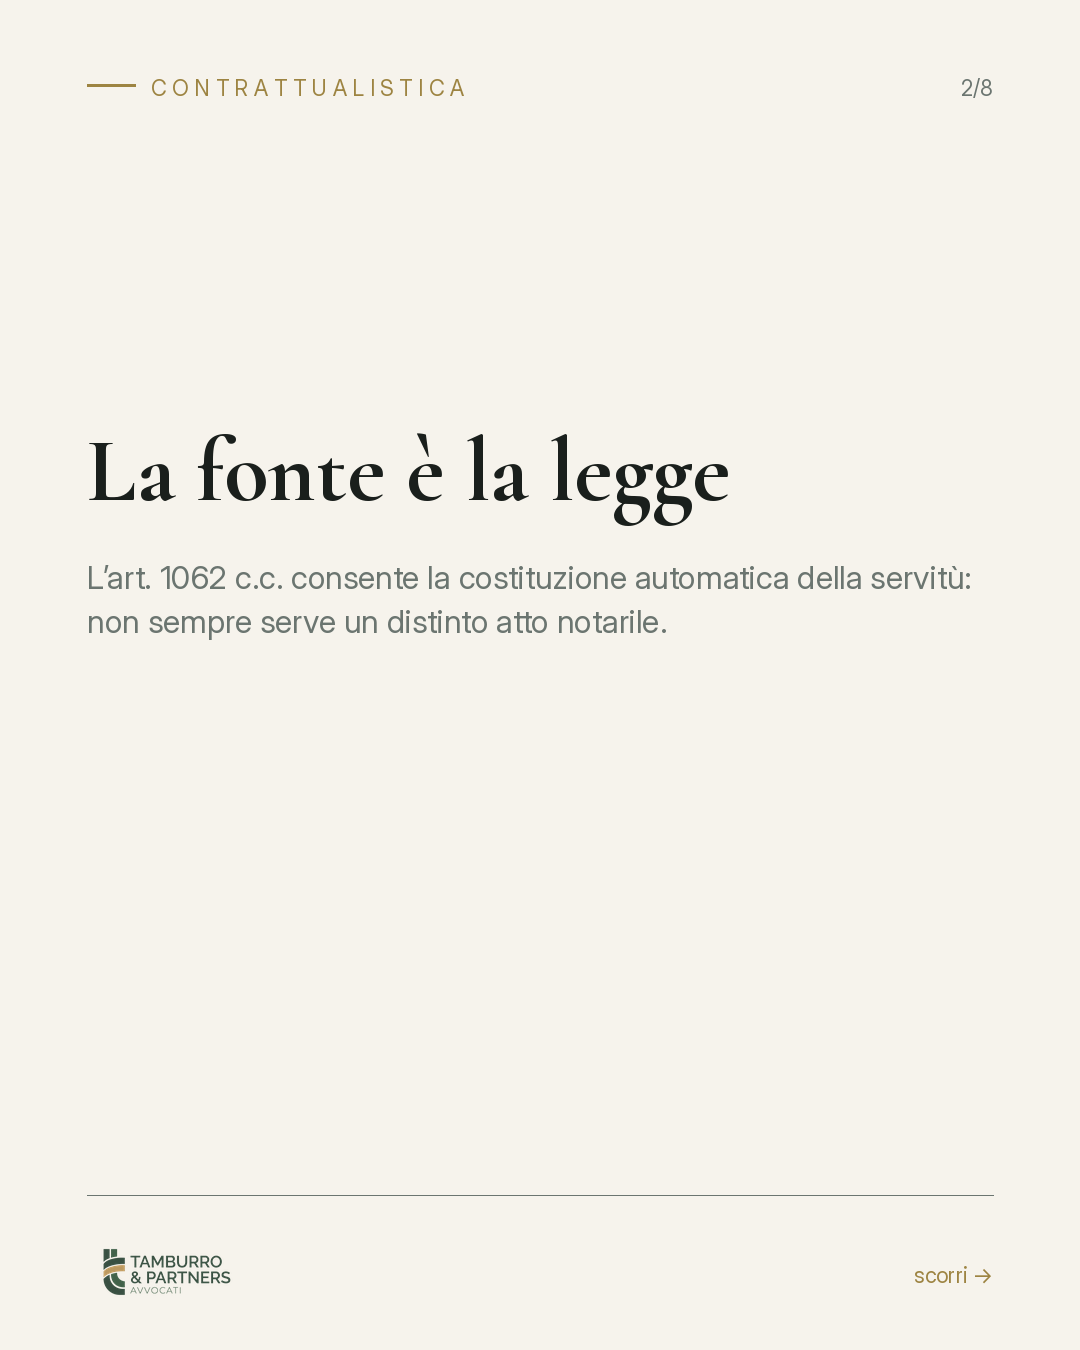 CONTRATTUALISTICA
2/8
La fonte è la legge
L’art. 1062 c.c. consente la costituzione automatica della servitù:
non sempre serve un distinto atto notarile.
TAMBURRO
& PARTNERS
AVVOCATI
scorri →